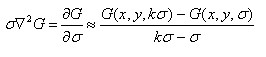 σ∇²G = ∂G/∂σ ≈ (G(x, y, kσ) − G(x, y, σ))/(kσ − σ)